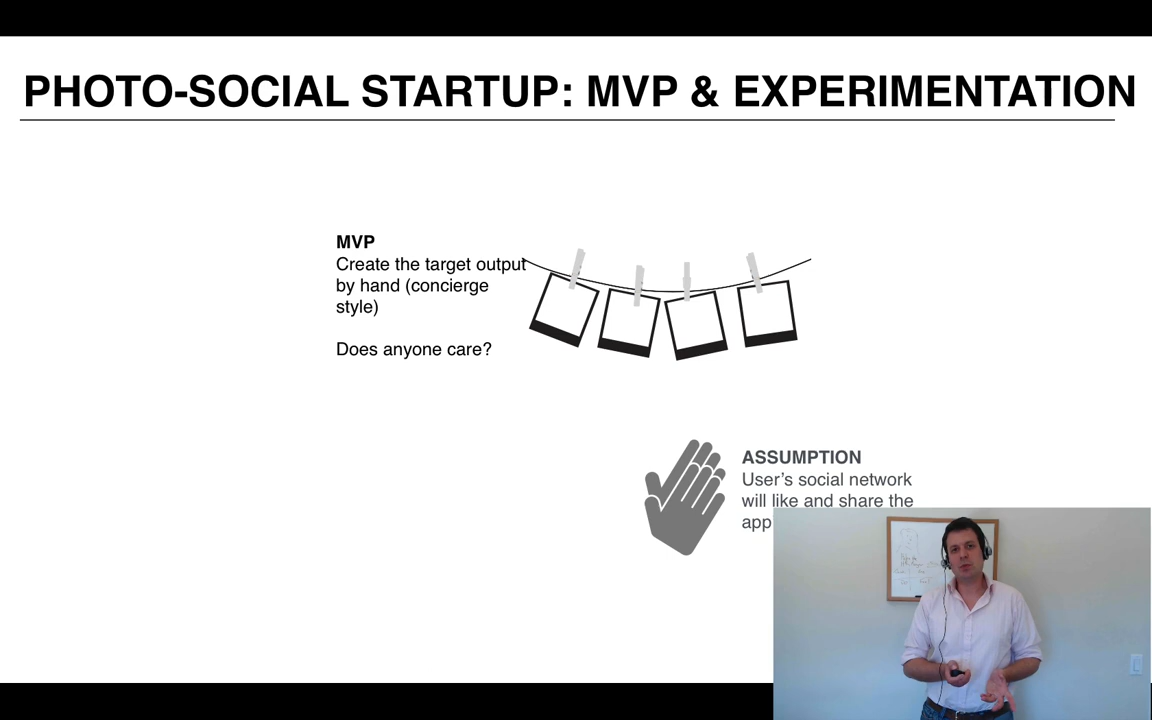 PHOTO-SOCIAL STARTUP: MVP & EXPERIMENTATION
MVP
Create the target output
by hand (concierge
style)
Does anyone care?
ASSUMPTION
User's social network
will like and share the
app